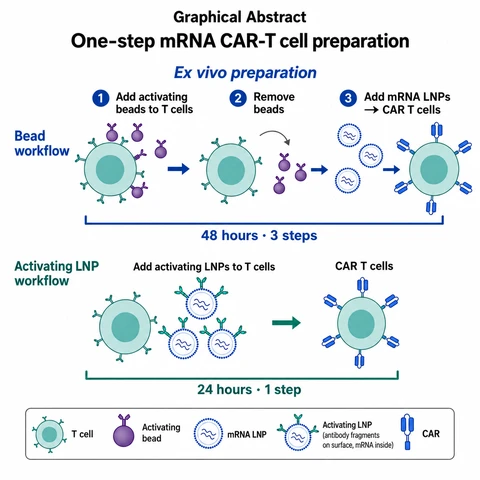 Graphical Abstract
One-step mRNA CAR-T cell preparation
Ex vivo preparation
1 Add activating
beads to T cells
2 Remove
beads
3 Add mRNA LNPs
→ CAR T cells
Bead
workflow
48 hours · 3 steps
Activating LNP
workflow
Add activating LNPs to T cells
CAR T cells
24 hours · 1 step
T cell
Activating
bead
mRNA LNP
Activating LNP
(antibody fragments
on surface, mRNA inside)
CAR